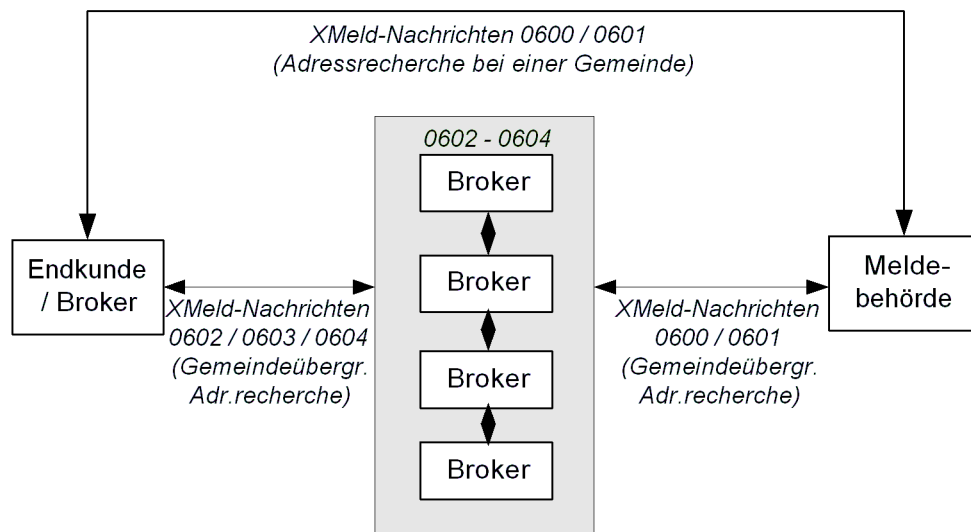 XMeld-Nachrichten 0600 / 0601
(Adressrecherche bei einer Gemeinde)
0602 - 0604
Broker
Broker
Broker
Broker
Endkunde
/ Broker
XMeld-Nachrichten
0602 / 0603 / 0604
(Gemeindeübergr.
Adr.recherche)
XMeld-Nachrichten
0600 / 0601
(Gemeindeübergr.
Adr.recherche)
Melde-
behörde